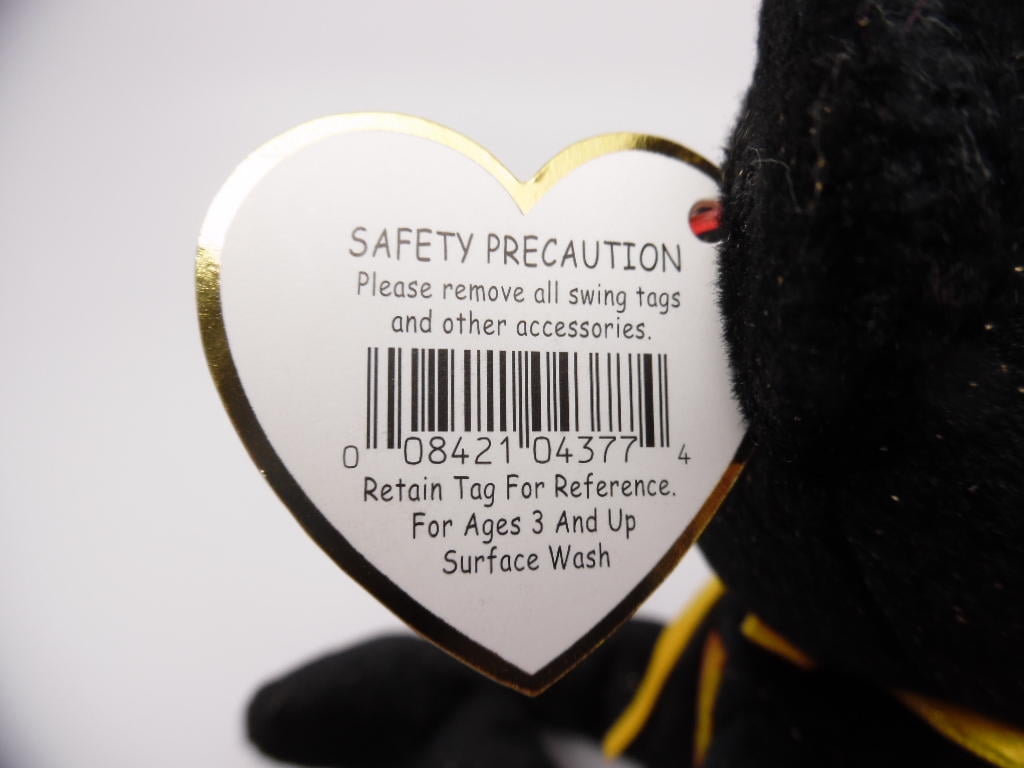 SAFETY PRECAUTION
Please remove all swing tags
and other accessories.
0 08421 04377 4
Retain Tag For Reference.
For Ages 3 And Up
Surface Wash